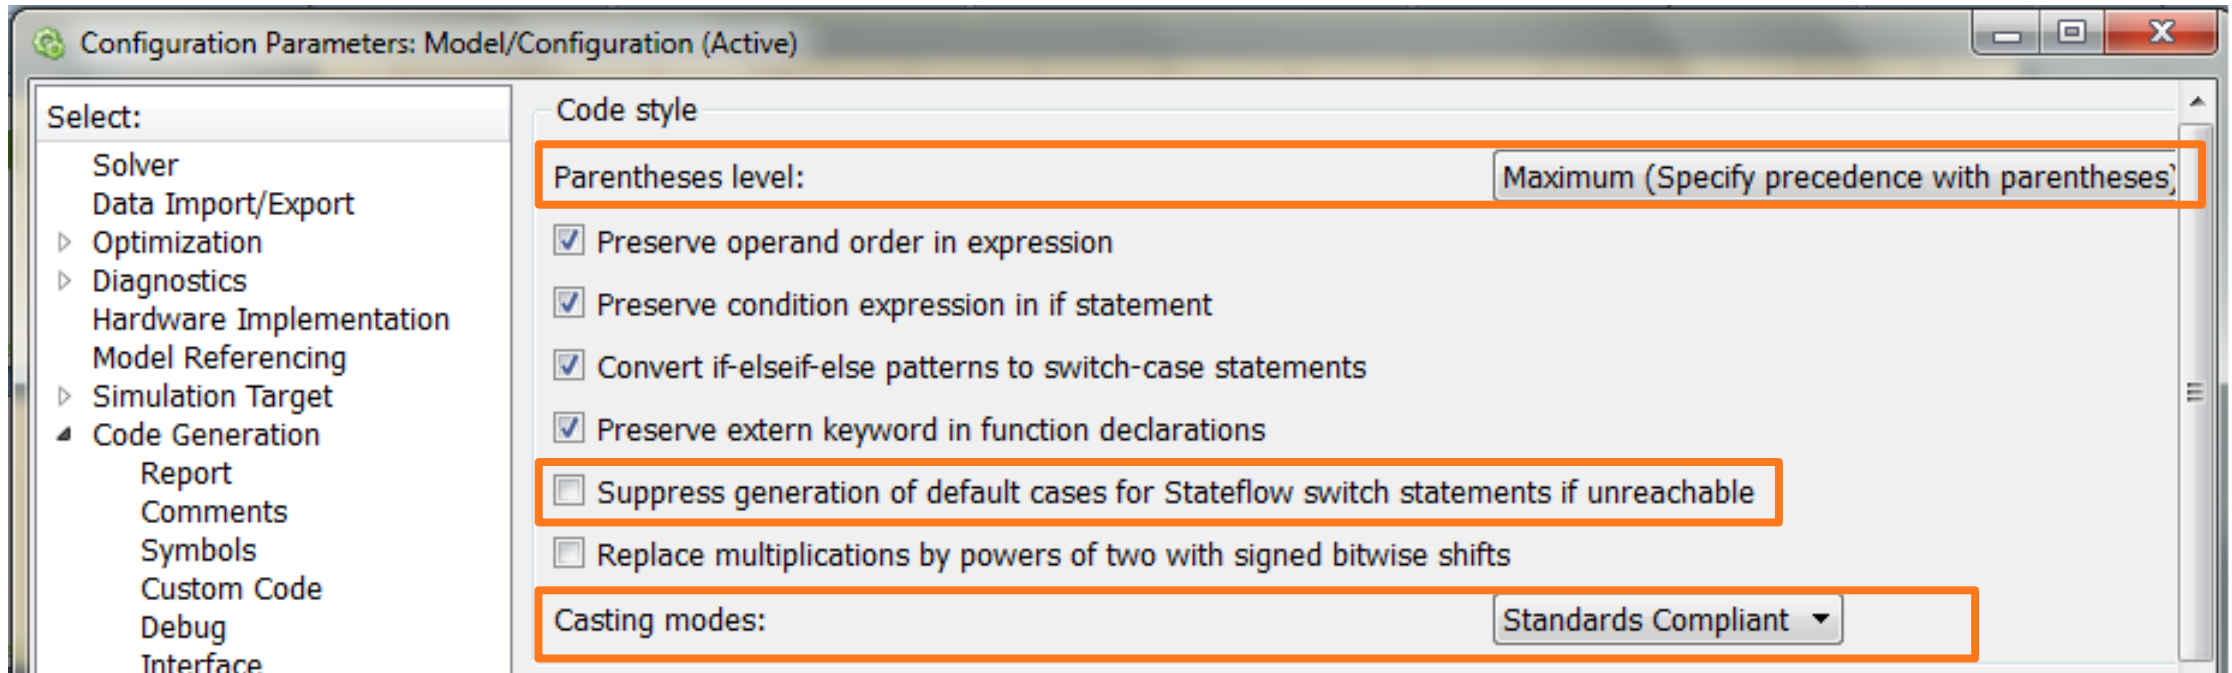 Configuration Parameters: Model/Configuration (Active)
Select:
Solver
Data Import/Export
Optimization
Diagnostics
Hardware Implementation
Model Referencing
Simulation Target
Code Generation
Report
Comments
Symbols
Custom Code
Debug
Interface
Code style
Parentheses level: Maximum (Specify precedence with parentheses)
Preserve operand order in expression
Preserve condition expression in if statement
Convert if-elseif-else patterns to switch-case statements
Preserve extern keyword in function declarations
Suppress generation of default cases for Stateflow switch statements if unreachable
Replace multiplications by powers of two with signed bitwise shifts
Casting modes: Standards Compliant